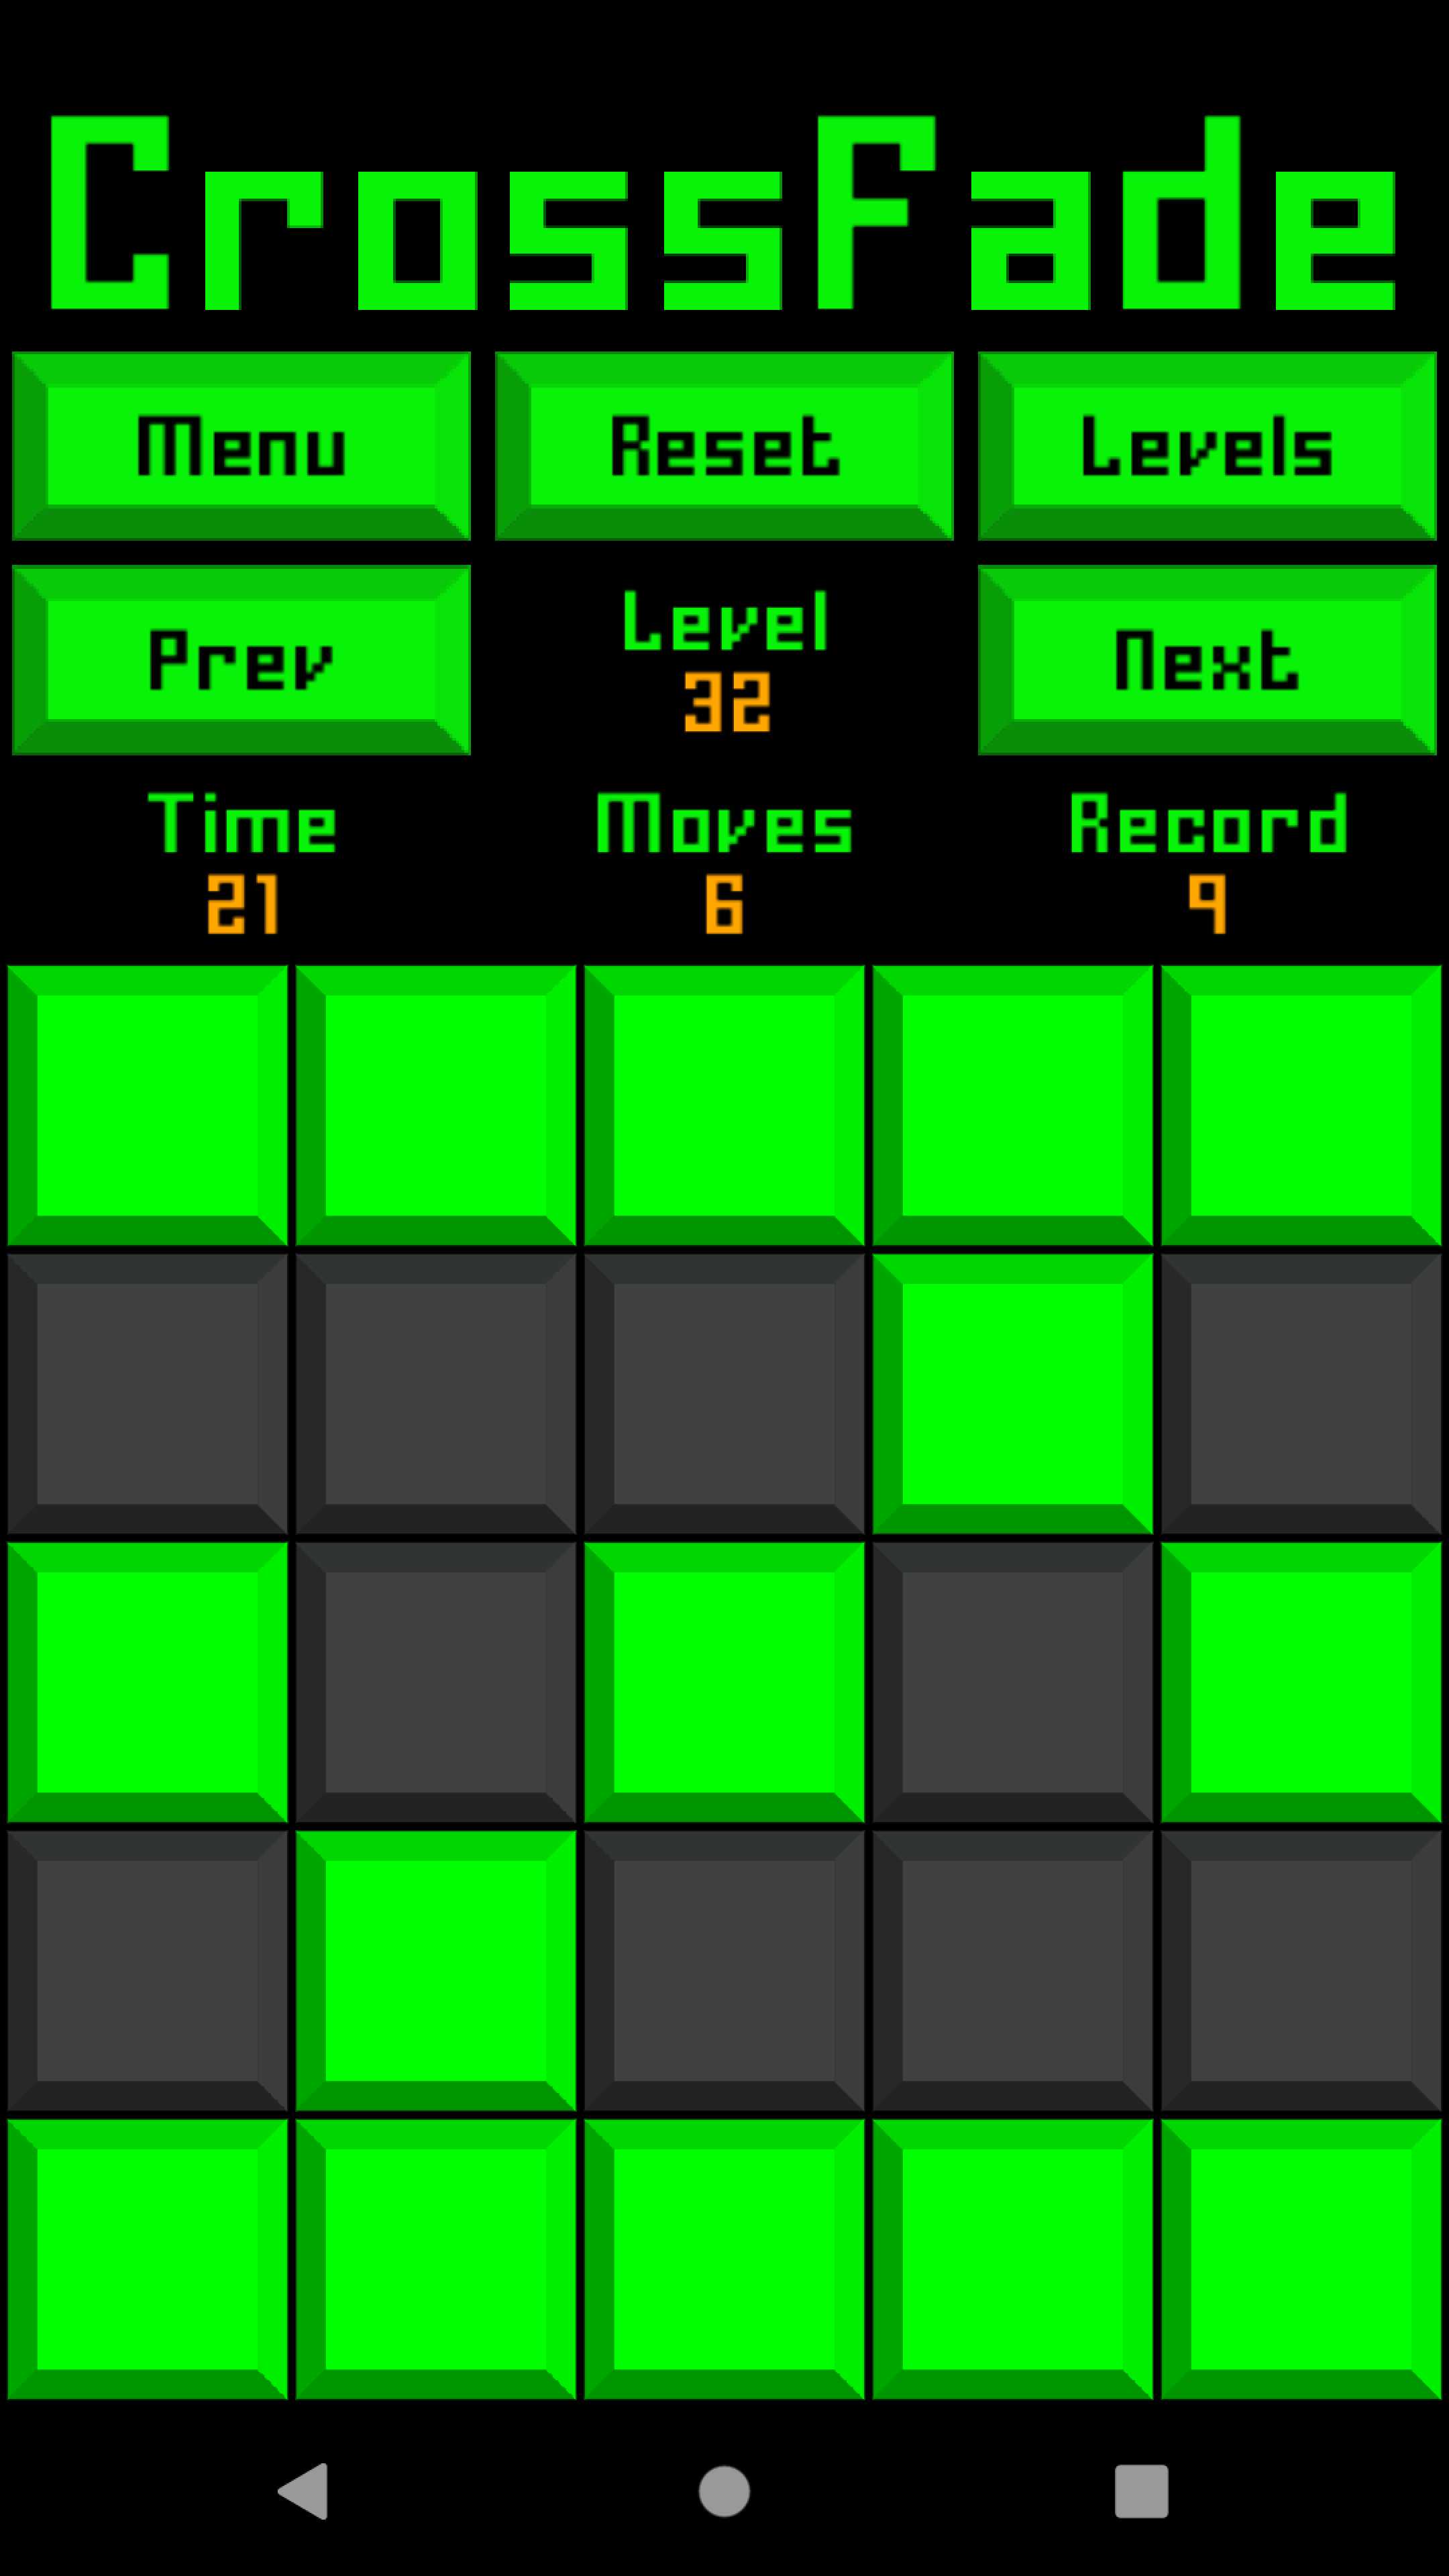 CrossFade
Menu Reset Levels
Prev Level Next
32
Time Moves Record
21 6 9